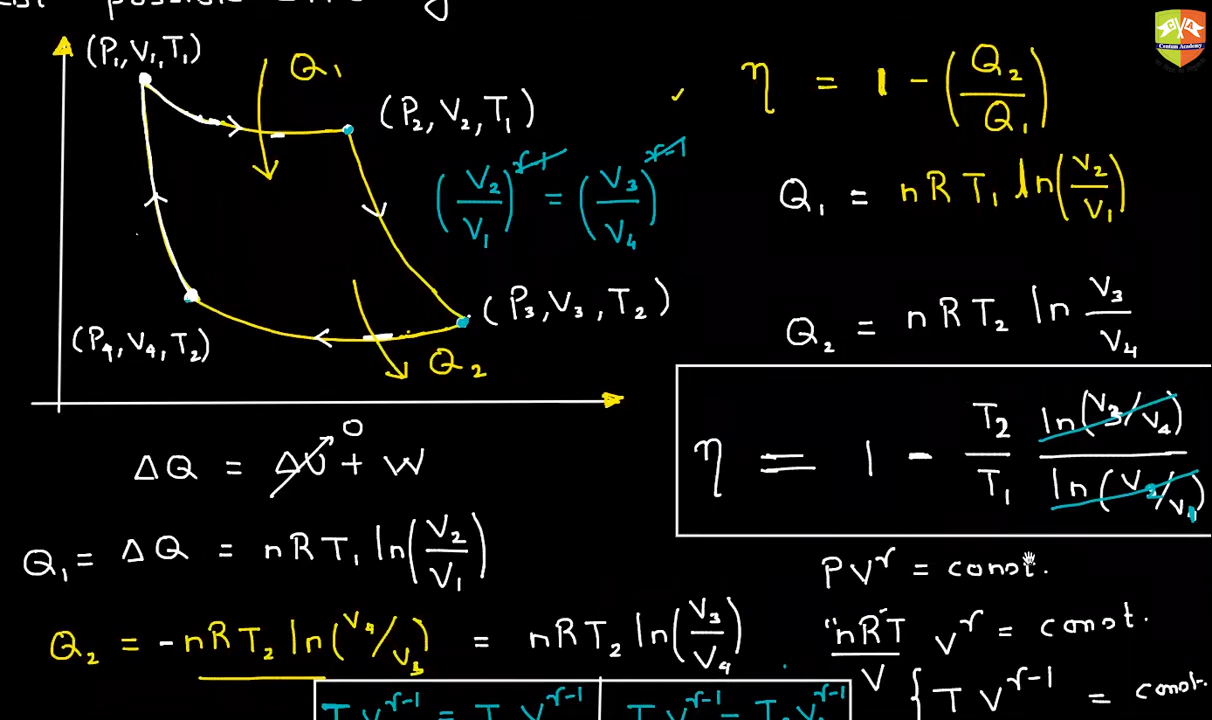 possible
(P₁, V₁, T₁)
Q₁
(P₂, V₂, T₁)
(V₂/V₁)^γ-1 = (V₃/V₄)^γ-1
(P₃, V₃, T₂)
(P₄, V₄, T₂)
Q₂
ΔQ = ΔU + W
0
Q₁ = ΔQ = nRT₁ ln(V₂/V₁)
Q₂ = -nRT₂ ln(V₄/V₃) = nRT₂ ln(V₃/V₄)
η = 1 - (Q₂/Q₁)
Q₁ = nRT₁ ln(V₂/V₁)
Q₂ = nRT₂ ln V₃/V₄
η = 1 - T₂/T₁ ln(V₃/V₄)/ln(V₂/V₁)
PV^γ = const.
"nRT/V V^γ = const.
{ TV^γ-1 = const.
Centum Academy